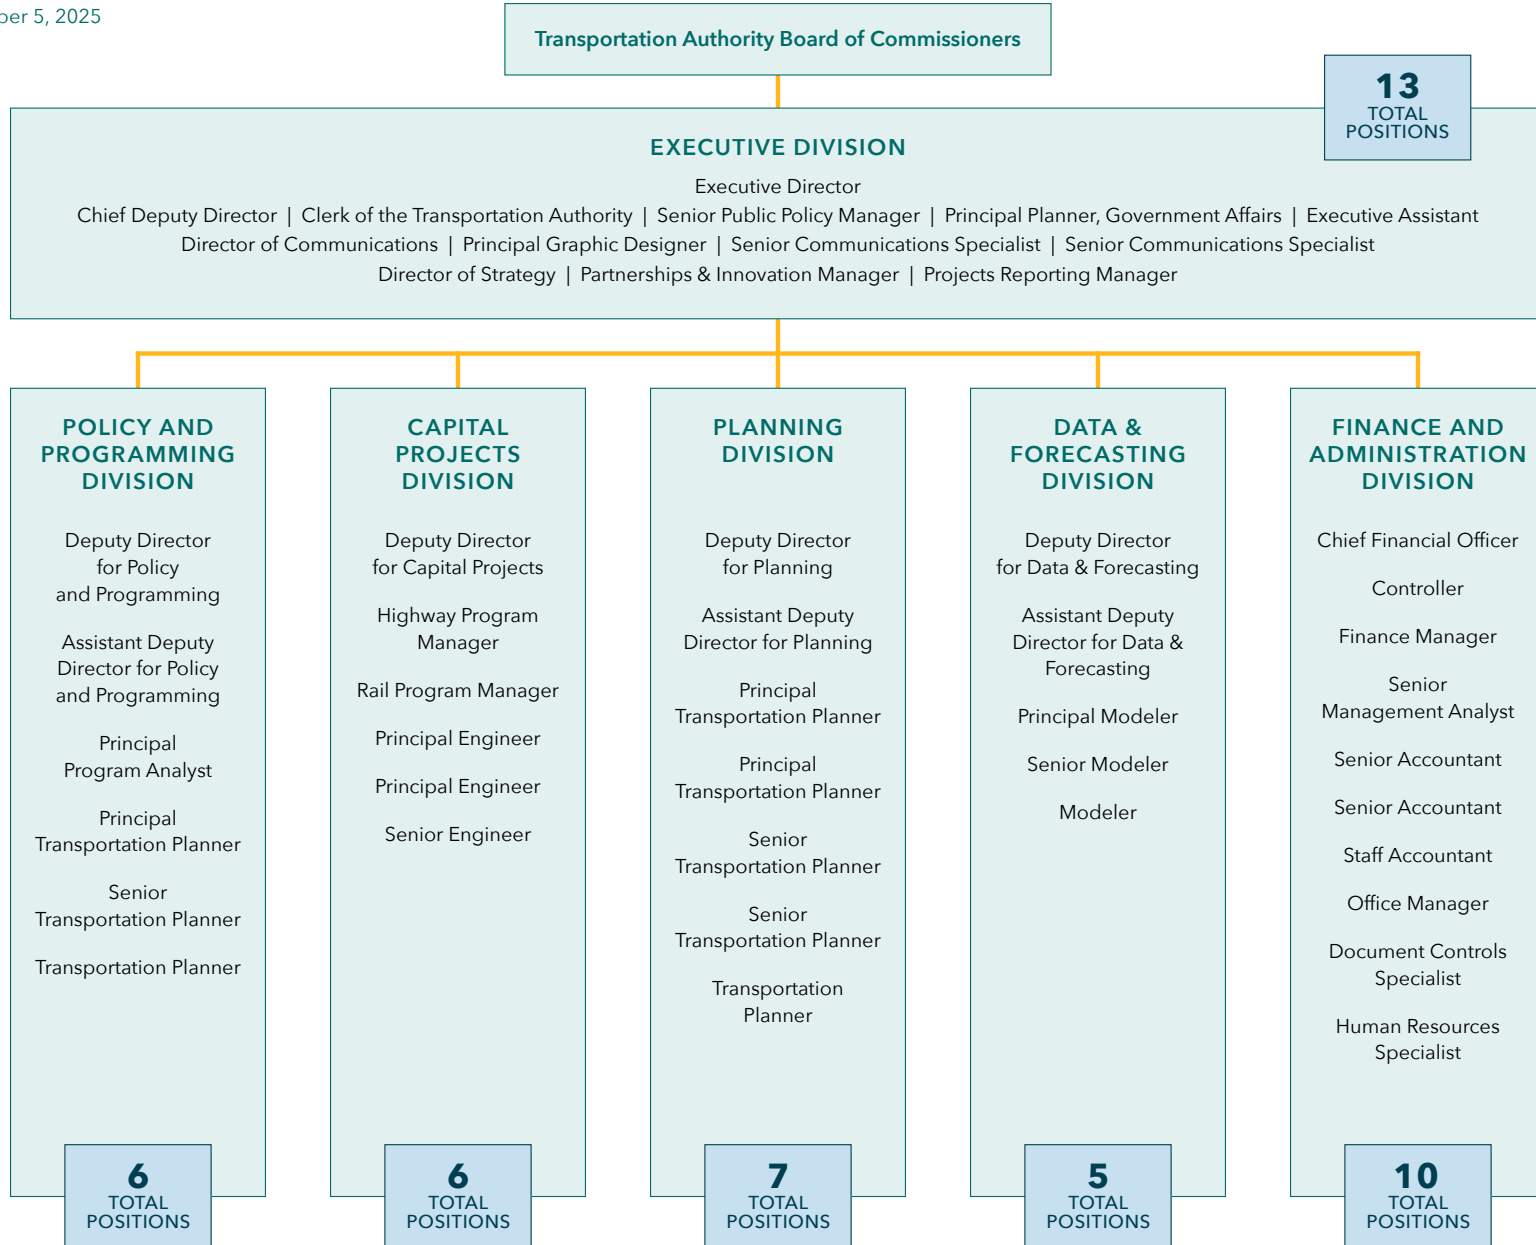 5, 2025
Transportation Authority Board of Commissioners
13
TOTAL
POSITIONS
EXECUTIVE DIVISION
Executive Director
Chief Deputy Director | Clerk of the Transportation Authority | Senior Public Policy Manager | Principal Planner, Government Affairs | Executive Assistant
Director of Communications | Principal Graphic Designer | Senior Communications Specialist | Senior Communications Specialist
Director of Strategy | Partnerships & Innovation Manager | Projects Reporting Manager
POLICY AND
PROGRAMMING
DIVISION
Deputy Director
for Policy
and Programming
Assistant Deputy
Director for Policy
and Programming
Principal
Program Analyst
Principal
Transportation Planner
Senior
Transportation Planner
Transportation Planner
6
TOTAL
POSITIONS
CAPITAL
PROJECTS
DIVISION
Deputy Director
for Capital Projects
Highway Program
Manager
Rail Program Manager
Principal Engineer
Principal Engineer
Senior Engineer
6
TOTAL
POSITIONS
PLANNING
DIVISION
Deputy Director
for Planning
Assistant Deputy
Director for Planning
Principal
Transportation Planner
Principal
Transportation Planner
Senior
Transportation Planner
Senior
Transportation Planner
Transportation
Planner
7
TOTAL
POSITIONS
DATA &
FORECASTING
DIVISION
Deputy Director
for Data & Forecasting
Assistant Deputy
Director for Data &
Forecasting
Principal Modeler
Senior Modeler
Modeler
5
TOTAL
POSITIONS
FINANCE AND
ADMINISTRATION
DIVISION
Chief Financial Officer
Controller
Finance Manager
Senior
Management Analyst
Senior Accountant
Senior Accountant
Staff Accountant
Office Manager
Document Controls
Specialist
Human Resources
Specialist
10
TOTAL
POSITIONS